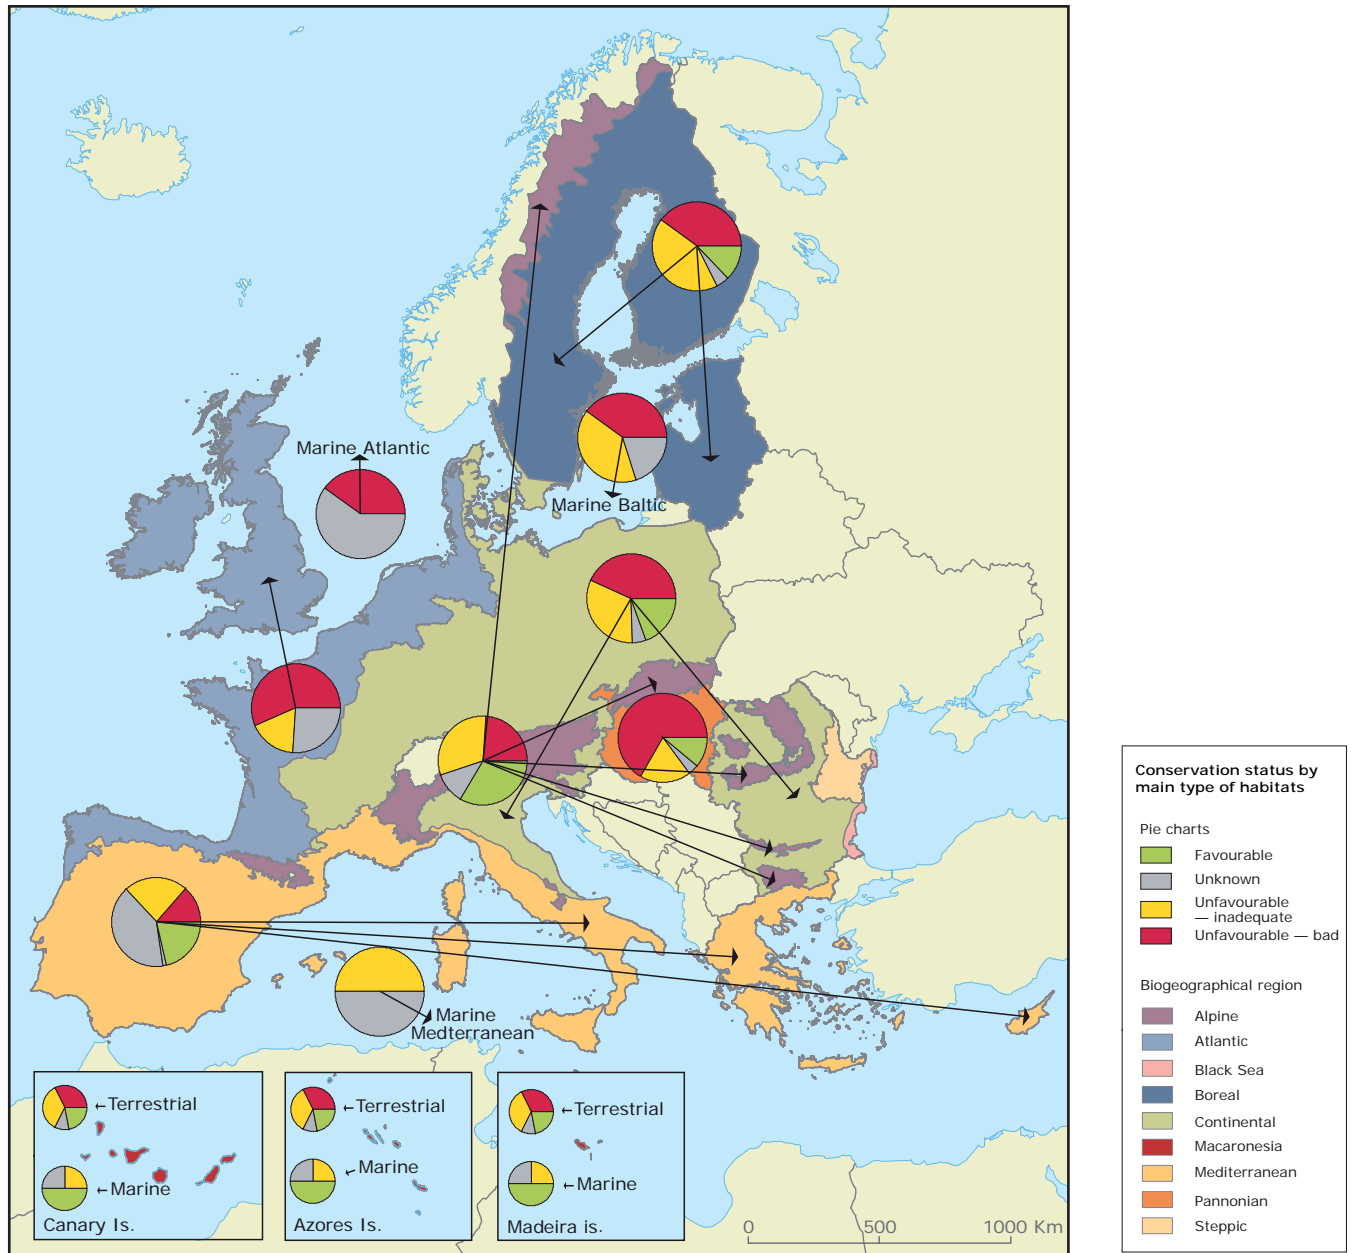 Marine Atlantic
Marine Baltic
Marine
Medterranean
Terrestrial
Marine
Canary Is.
Terrestrial
Marine
Azores Is.
Terrestrial
Marine
Madeira is.
0 500 1000 Km
Conservation status by
main type of habitats
Pie charts
Favourable
Unknown
Unfavourable
— inadequate
Unfavourable — bad
Biogeographical region
Alpine
Atlantic
Black Sea
Boreal
Continental
Macaronesia
Mediterranean
Pannonian
Steppic